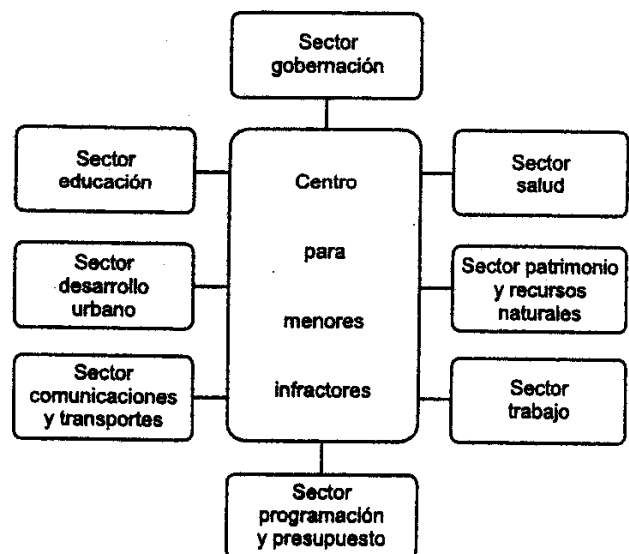 Sector
gobernación
Sector
educación
Sector
desarrollo
urbano
Sector
comunicaciones
y transportes
Centro
para
menores
infractores
Sector
salud
Sector patrimonio
y recursos
naturales
Sector
trabajo
Sector
programación
y presupuesto